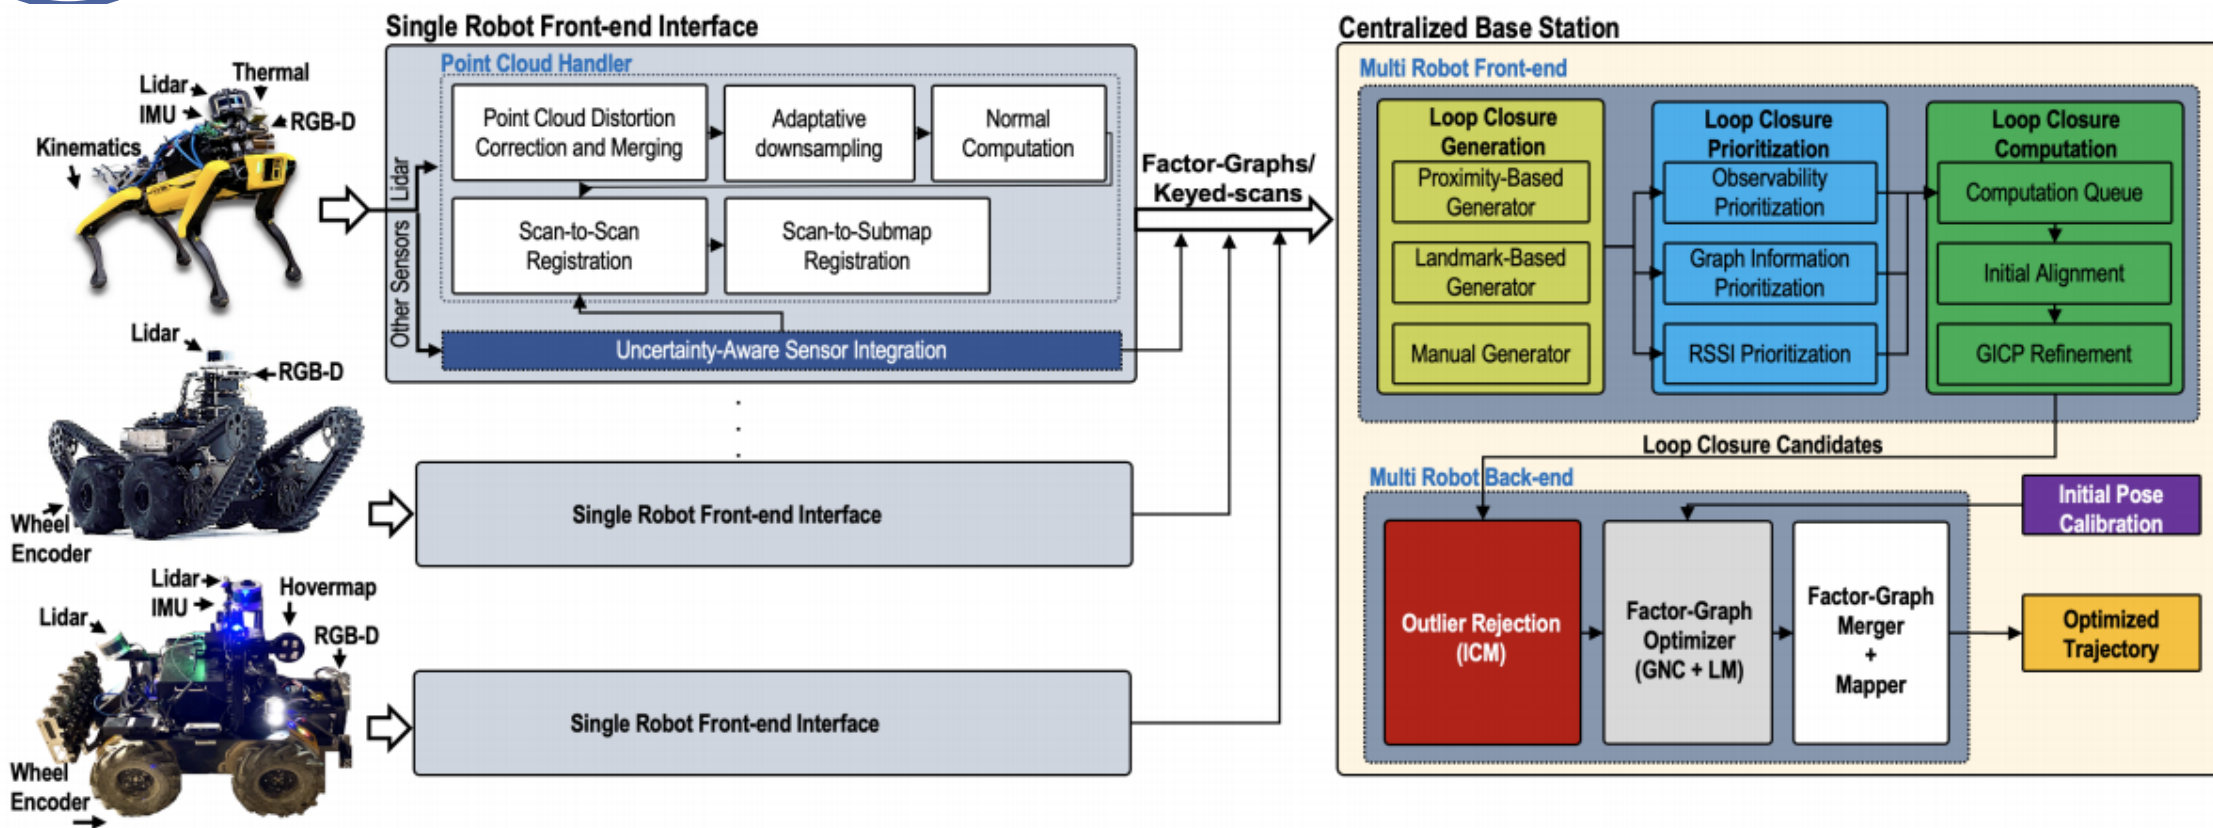 Single Robot Front-end Interface
Point Cloud Handler
Point Cloud Distortion
Correction and Merging
Adaptive
downsampling
Normal
Computation
Scan-to-Scan
Registration
Scan-to-Submap
Registration
Uncertainty-Aware Sensor Integration
Lidar
Other Sensors
Lidar
Thermal
IMU
RGB-D
Kinematics
Lidar
RGB-D
Wheel
Encoder
Single Robot Front-end Interface
Lidar
IMU
Hovermap
Lidar
RGB-D
Wheel
Encoder
Single Robot Front-end Interface
Factor-Graphs/
Keyed-scans
Centralized Base Station
Multi Robot Front-end
Loop Closure
Generation
Proximity-Based
Generator
Landmark-Based
Generator
Manual Generator
Loop Closure
Prioritization
Observability
Prioritization
Graph Information
Prioritization
RSSI Prioritization
Loop Closure
Computation
Computation Queue
Initial Alignment
GICP Refinement
Loop Closure Candidates
Multi Robot Back-end
Outlier Rejection
(ICM)
Factor-Graph
Optimizer
(GNC + LM)
Factor-Graph
Merger
+
Mapper
Initial Pose
Calibration
Optimized
Trajectory